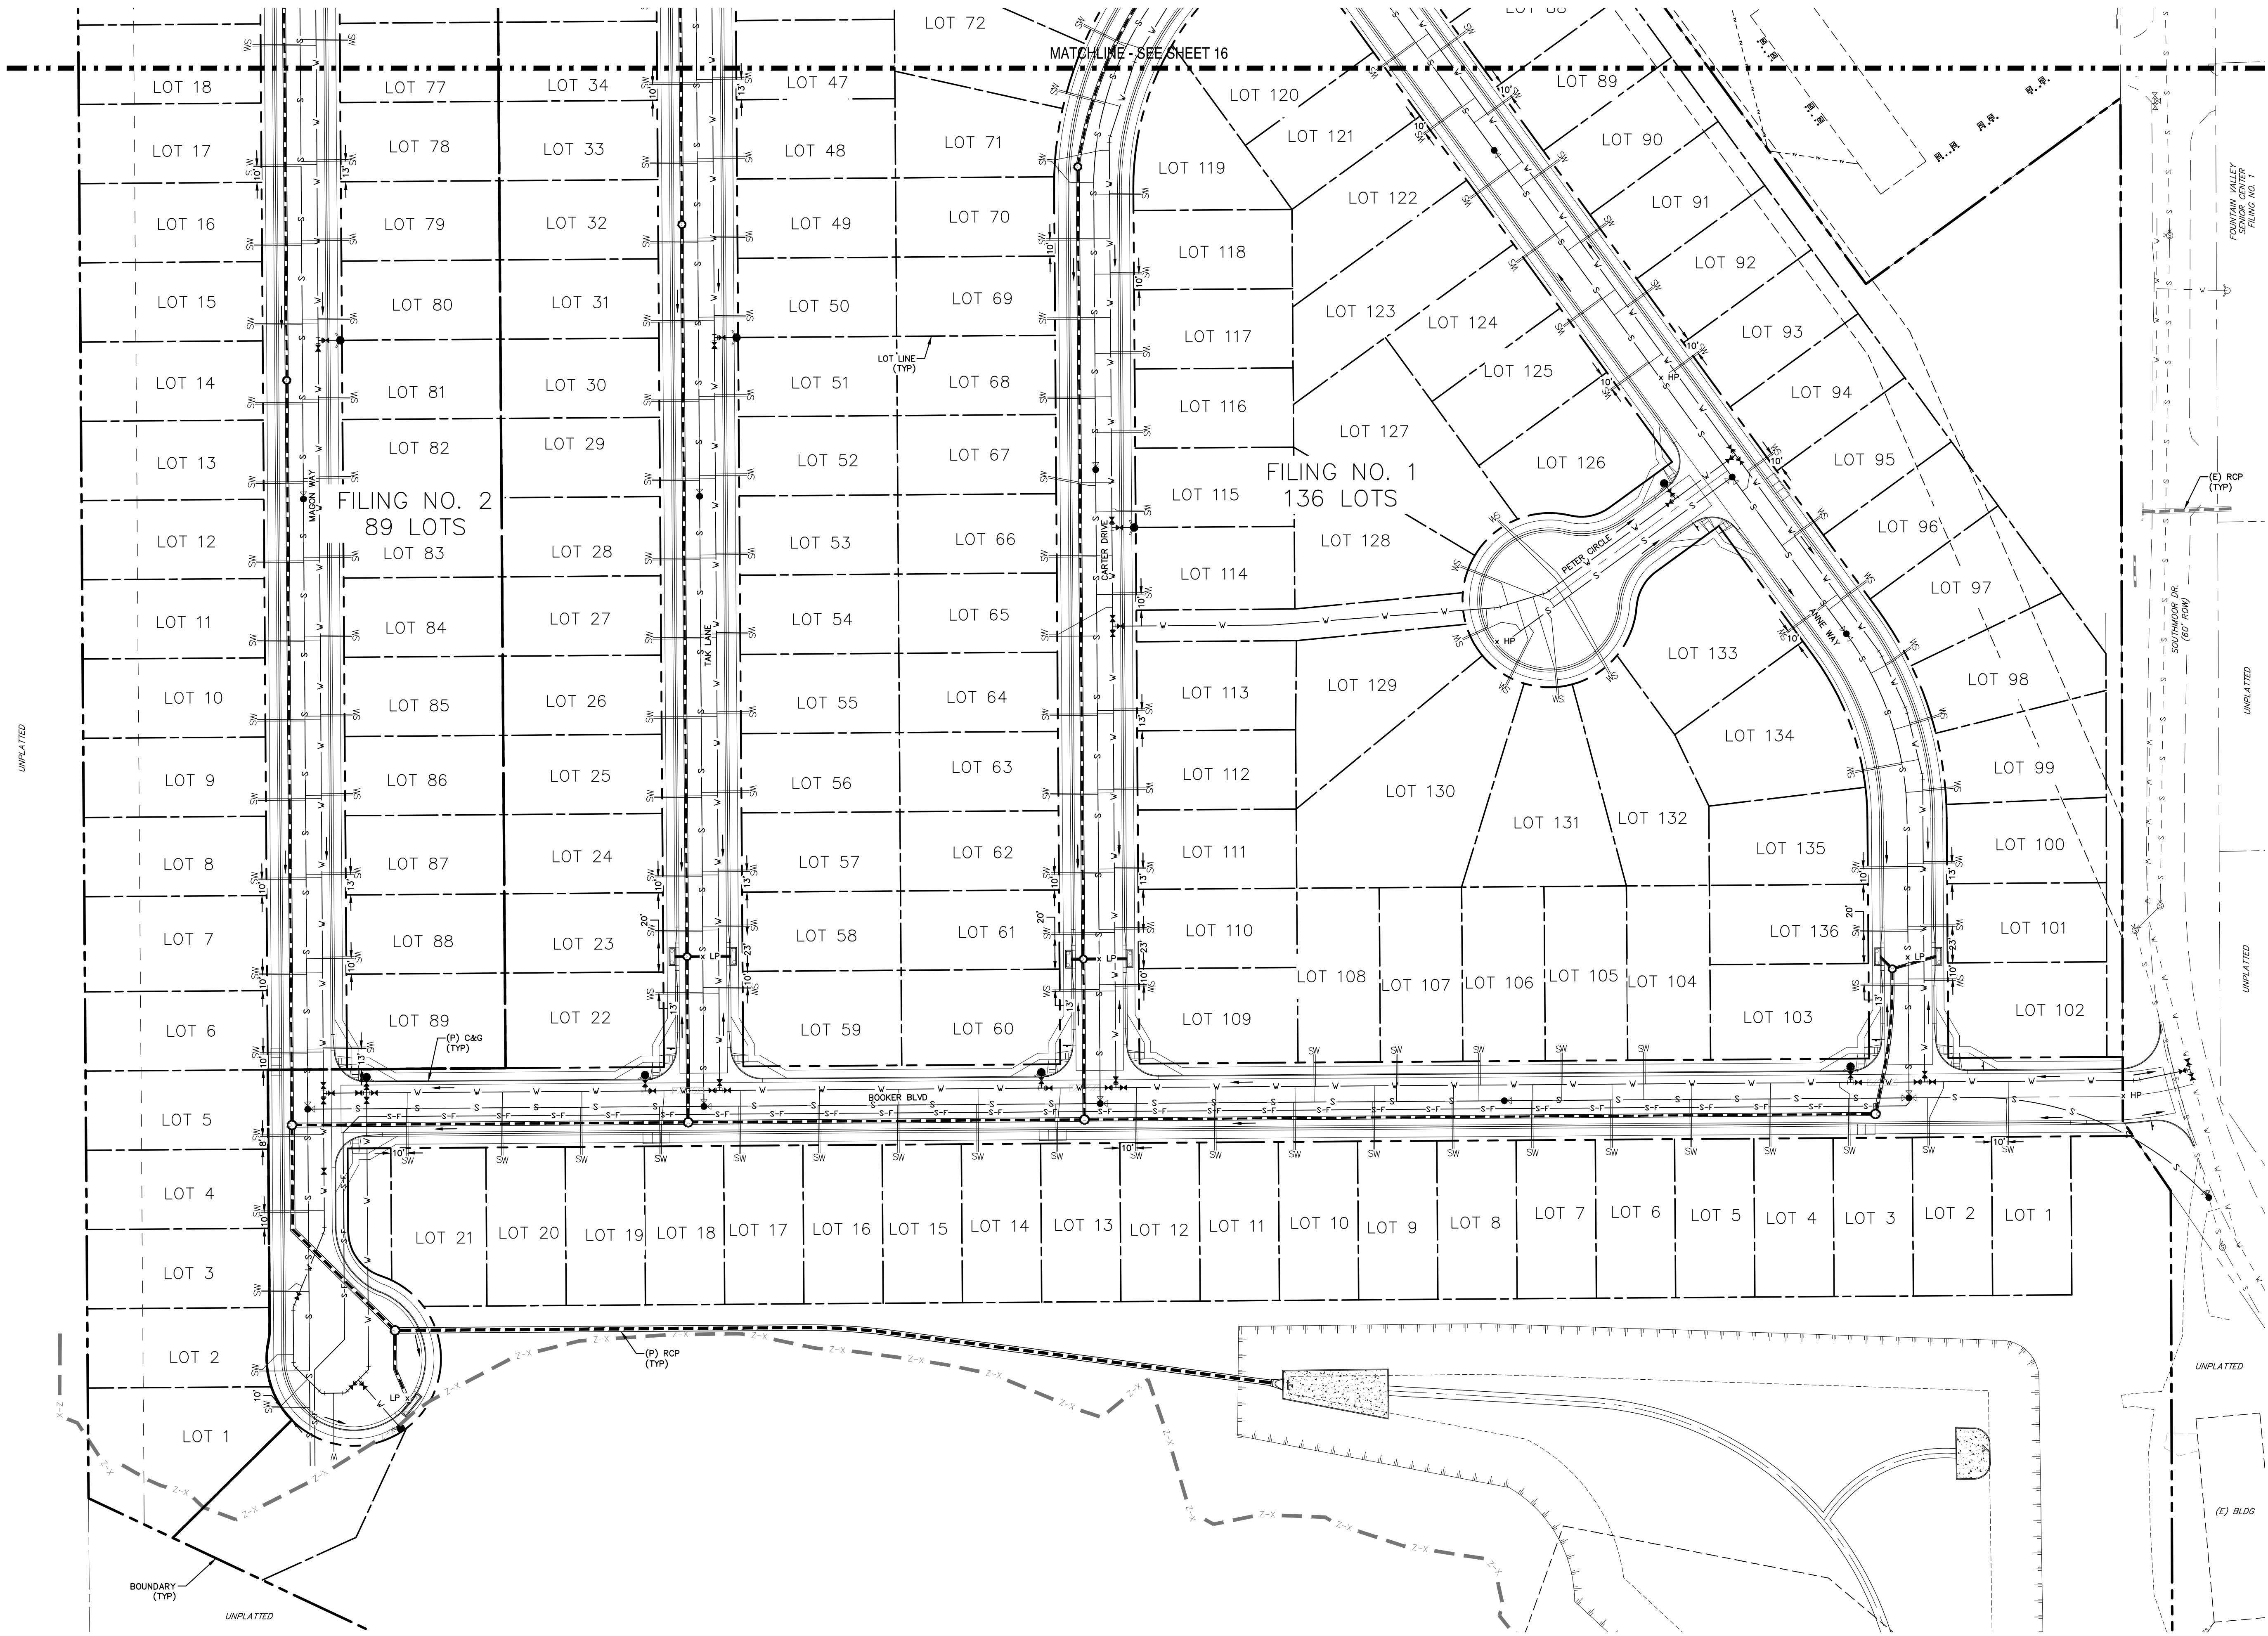 MATCHLINE - SEE SHEET 16
LOT 72
LOT 88
LOT 18
LOT 77
LOT 34
LOT 47
LOT 120
LOT 89
LOT 17
LOT 78
LOT 33
LOT 48
LOT 71
LOT 121
LOT 90
LOT 119
LOT 16
LOT 79
LOT 32
LOT 49
LOT 70
LOT 122
LOT 91
FOUNTAIN VALLEY
SENIOR CENTER
FILING NO. 1
LOT 118
LOT 92
LOT 15
LOT 80
LOT 31
LOT 50
LOT 69
LOT 123
LOT 124
LOT 93
LOT 117
LOT LINE
(TYP)
LOT 14
LOT 81
LOT 30
LOT 51
LOT 68
LOT 125
x HP
LOT 94
LOT 116
LOT 13
LOT 82
LOT 29
LOT 52
LOT 67
LOT 127
LOT 126
LOT 95
FILING NO. 1
136 LOTS
LOT 115
(E) RCP
(TYP)
MAGON WAY
FILING NO. 2
89 LOTS
LOT 12
LOT 83
LOT 28
LOT 53
LOT 66
CARTER DRIVE
LOT 128
PETER CIRCLE
LOT 96
LOT 114
LOT 97
LOT 11
LOT 84
LOT 27
LOT 54
LOT 65
TAK LANE
x HP
ANNE WAY
SOUTHMOOR DR.
(60' ROW)
LOT 133
LOT 10
LOT 85
LOT 26
LOT 55
LOT 64
LOT 113
LOT 129
LOT 98
UNPLATTED
UNPLATTED
LOT 134
LOT 9
LOT 86
LOT 25
LOT 56
LOT 63
LOT 112
LOT 130
LOT 99
LOT 131
LOT 132
LOT 8
LOT 87
LOT 24
LOT 57
LOT 62
LOT 111
LOT 135
LOT 100
LOT 7
LOT 88
LOT 23
LOT 58
LOT 61
LOT 110
LOT 136
LOT 101
20'
20'
20'
23'
23'
23'
x LP
x LP
x LP
UNPLATTED
LOT 108
LOT 107
LOT 106
LOT 105
LOT 104
LOT 6
LOT 89
LOT 22
LOT 59
LOT 60
LOT 109
LOT 103
LOT 102
(P) C&G
(TYP)
BOOKER BLVD
x HP
LOT 5
LOT 4
LOT 21
LOT 20
LOT 19
LOT 18
LOT 17
LOT 16
LOT 15
LOT 14
LOT 13
LOT 12
LOT 11
LOT 10
LOT 9
LOT 8
LOT 7
LOT 6
LOT 5
LOT 4
LOT 3
LOT 2
LOT 1
LOT 3
LOT 2
(P) RCP
(TYP)
UNPLATTED
LP x
LOT 1
(E) BLDG
BOUNDARY
(TYP)
UNPLATTED